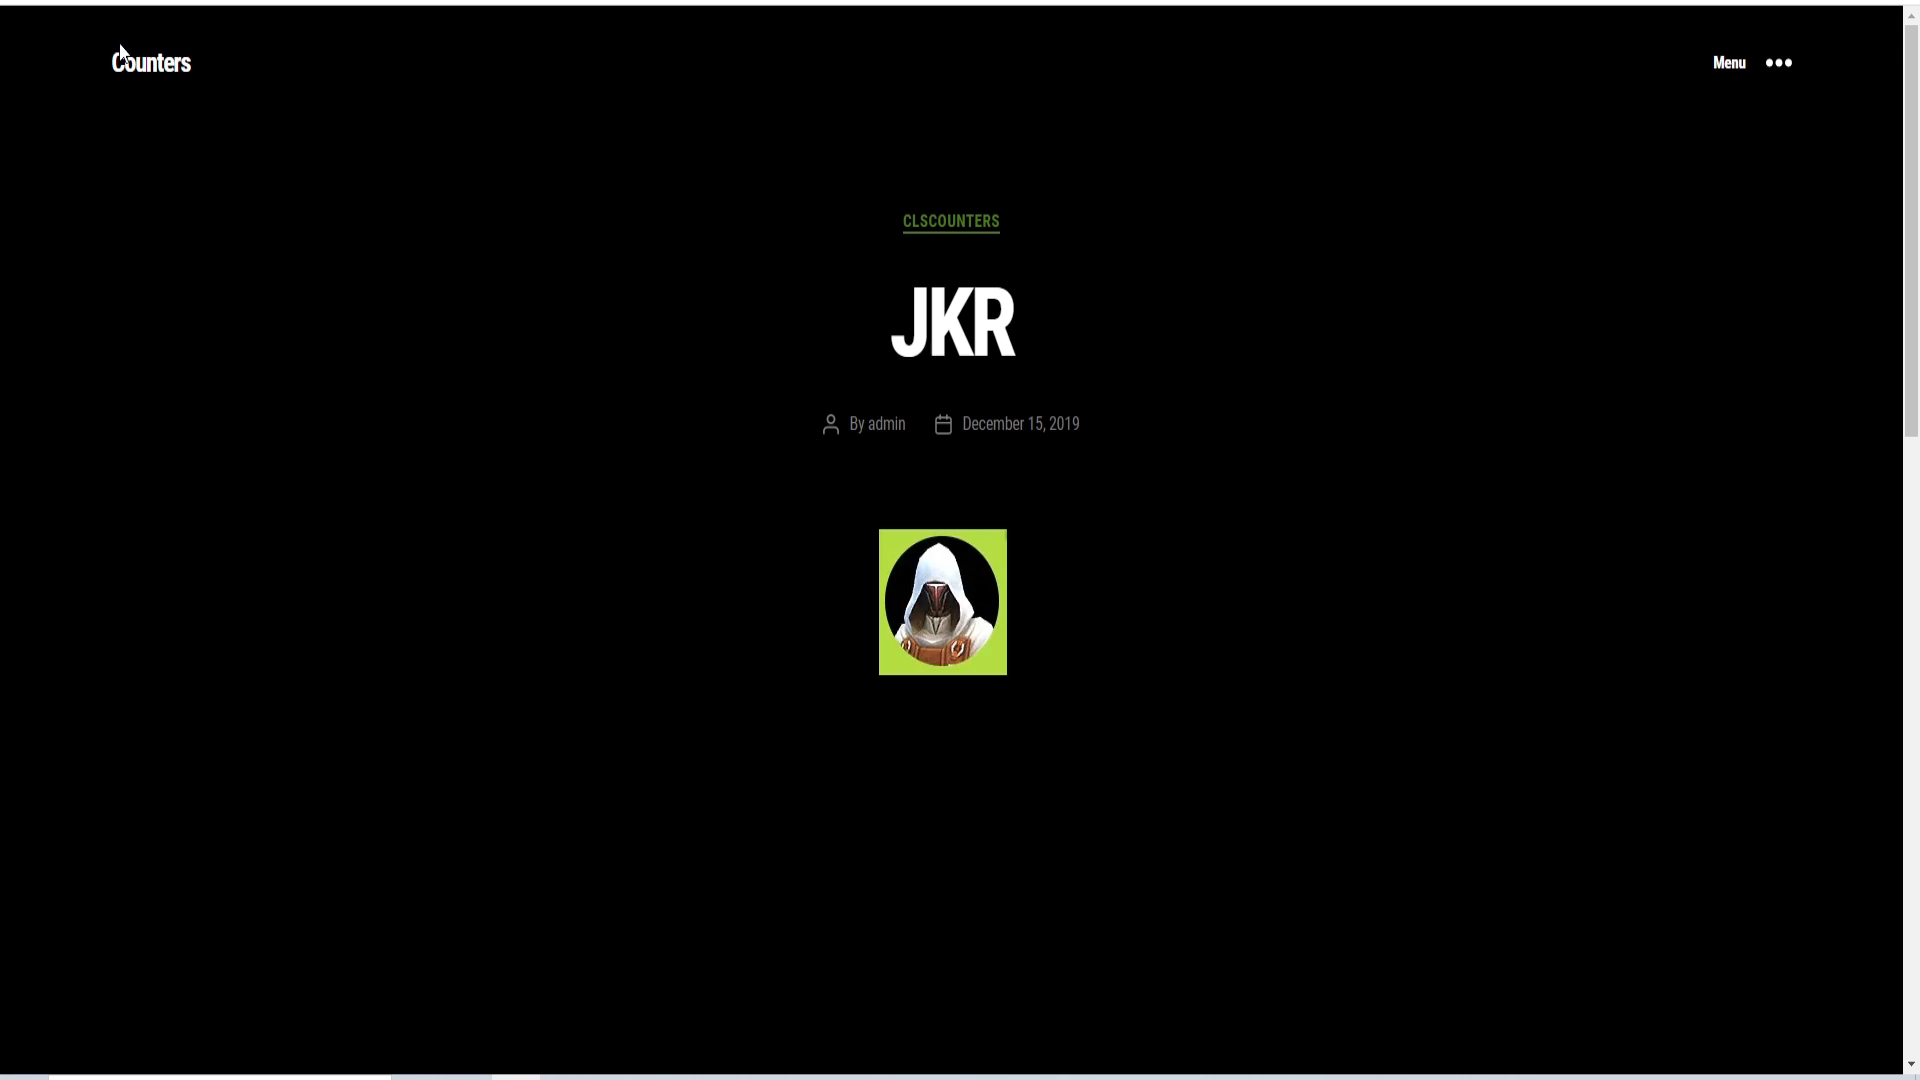 Counters
Menu
CLSCOUNTERS
JKR
By admin
December 15, 2019